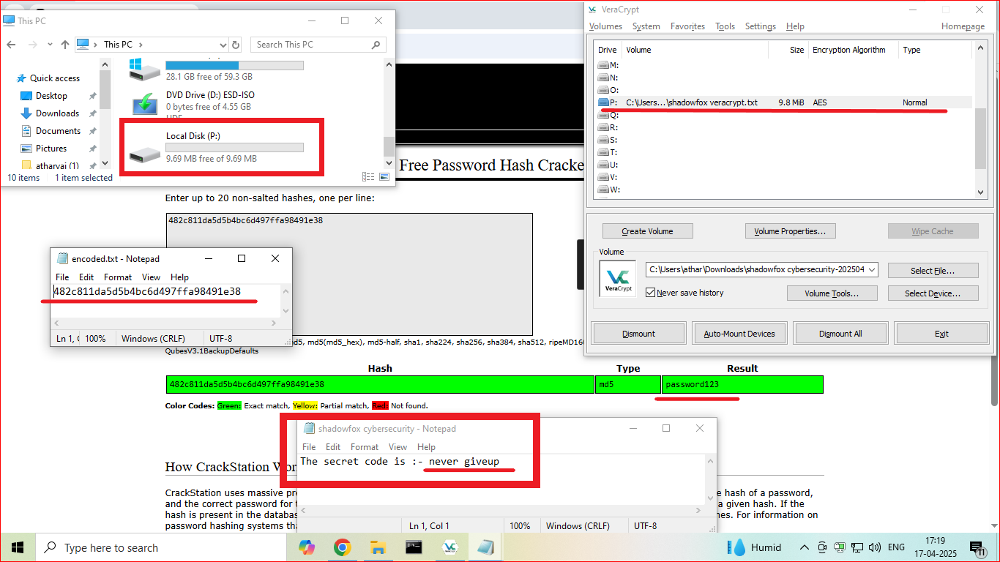 This PC
This PC
Search This PC
Quick access
Desktop
Downloads
Documents
Pictures
atharvai (1)
28.1 GB free of 59.3 GB
DVD Drive (D:) ESD-ISO
0 bytes free of 4.55 GB
Local Disk (P:)
9.69 MB free of 9.69 MB
10 items 1 item selected
VeraCrypt
Volumes System Favorites Tools Settings Help Homepage
Drive Volume Size Encryption Algorithm Type
M:
N:
O:
P: C:\Users...\shadowfox veracrypt.txt 9.8 MiB AES Normal
Q:
R:
S:
T:
U:
V:
W:
Create Volume Volume Properties... Wipe Cache
Volume
VeraCrypt
C:\Users\athar\Downloads\shadowfox cybersecurity-202504
Select File...
Never save history
Volume Tools... Select Device...
Dismount Auto-Mount Devices Dismount All Exit
Free Password Hash Cracke
Enter up to 20 non-salted hashes, one per line:
482c811da5d5b4bc6d497ffa98491e38
encoded.txt - Notepad
File Edit Format View Help
482c811da5d5b4bc6d497ffa98491e38
Ln 1, 100% Windows (CRLF) UTF-8
md5(md5_hex), md5-half, sha1, sha224, sha256, sha384, sha512,
QubesV3.1BackupDefaults
Hash Type Result
482c811da5d5b4bc6d497ffa98491e38 md5 password123
Color Codes: Green: Exact match, Yellow: Partial match, Red: Not found.
shadowfox cybersecurity - Notepad
File Edit Format View Help
The secret code is :- never giveup
Ln 1, Col 1 100% Windows (CRLF) UTF-8
How CrackStation Wor
CrackStation uses massive pr e hash of a password,
and the correct password for a given hash. If the
hash is present in the databas es. For information on
password hashing systems tha
Type here to search
Humid
ENG
17:19
17-04-2025
11